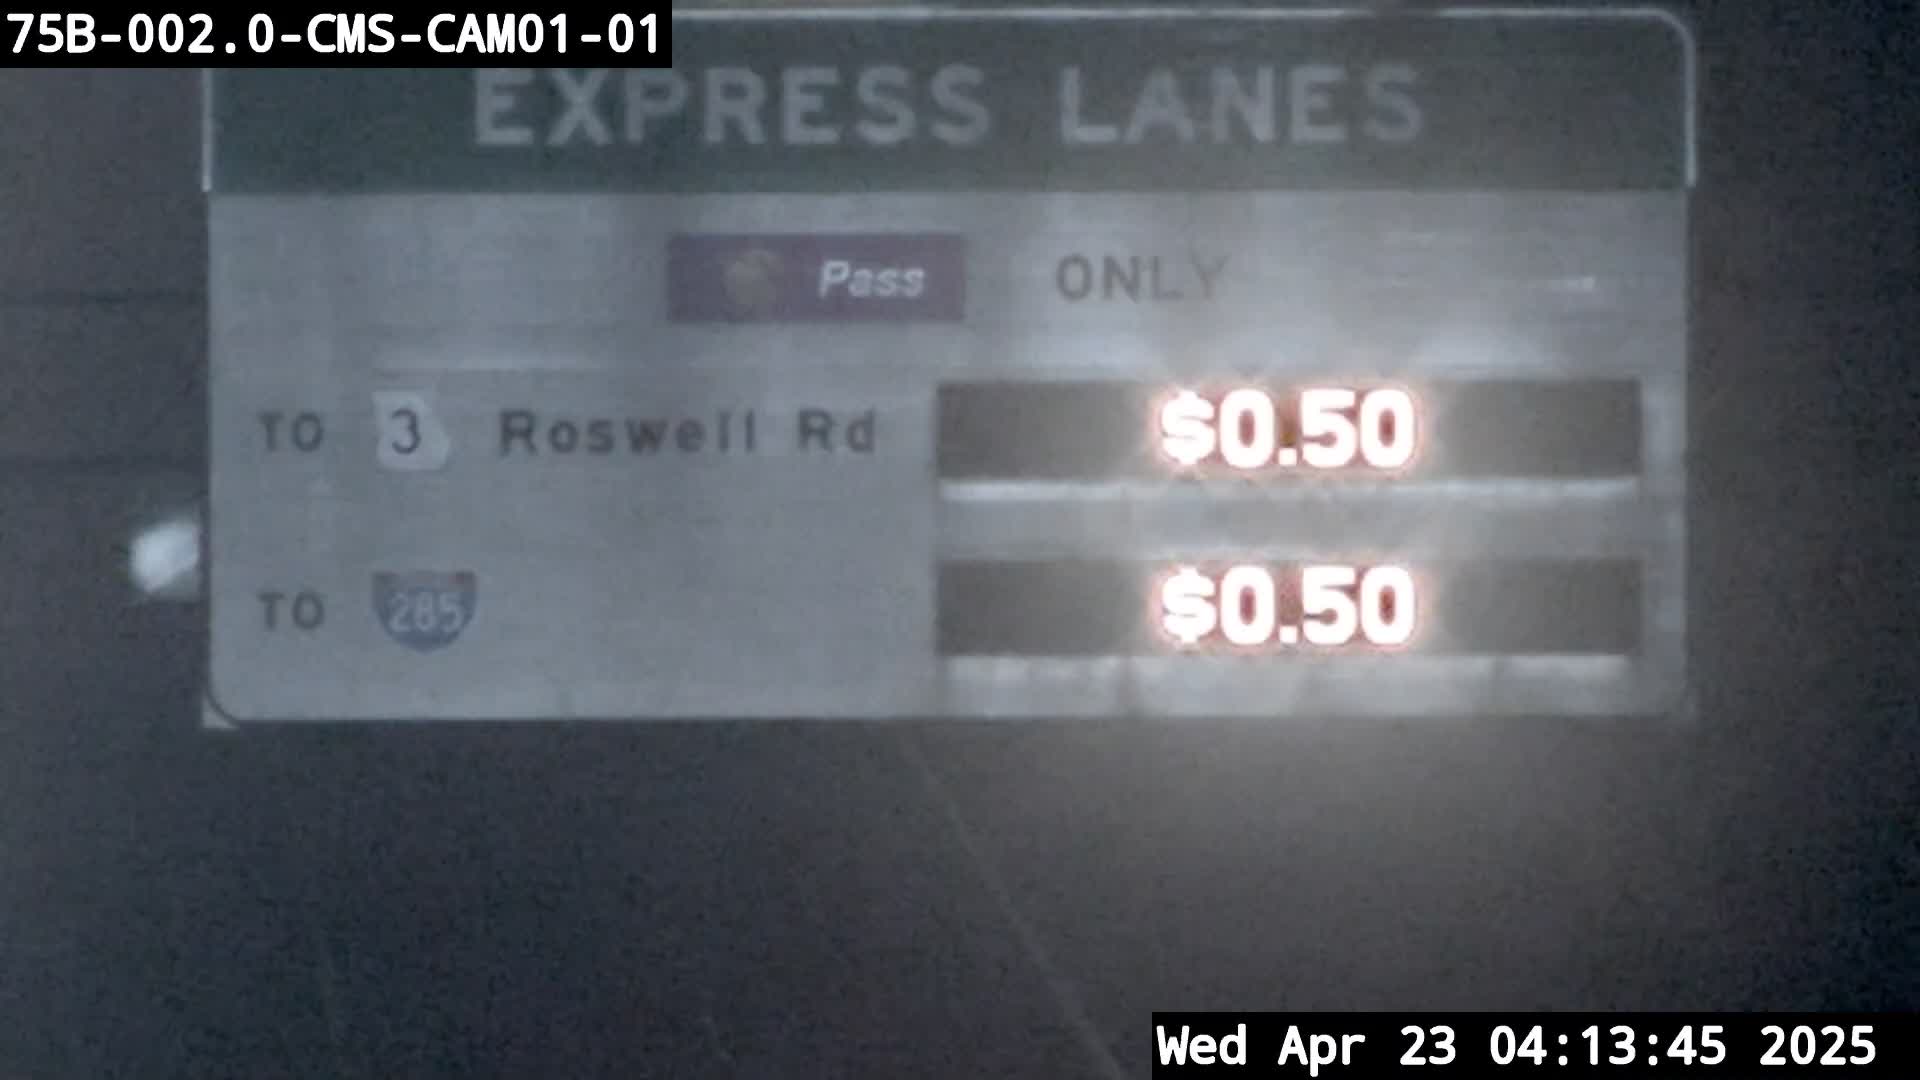 75B-002.0-CMS-CAM01-01
EXPRESS LANES
Pass ONLY
TO 3 Roswell Rd $0.50
TO 285 $0.50
Wed Apr 23 04:13:45 2025